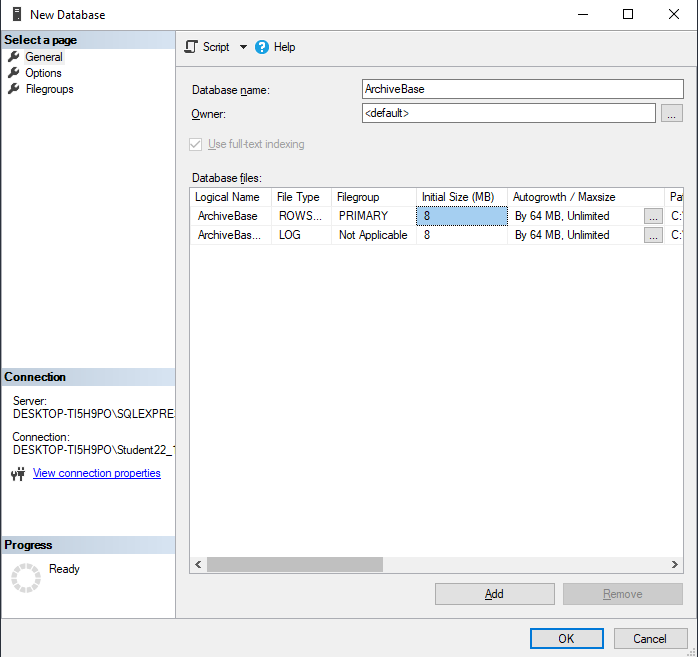 New Database
Select a page
General
Options
Filegroups
Script Help
Database name: ArchiveBase
Owner: <default> ...
Use full-text indexing
Database files:
Logical Name File Type Filegroup Initial Size (MB) Autogrowth / Maxsize Pa
ArchiveBase ROWS... PRIMARY 8 By 64 MB, Unlimited ... C:\
ArchiveBas... LOG Not Applicable 8 By 64 MB, Unlimited ... C:\
Connection
Server:
DESKTOP-TI5H9PO\SQLEXPRE
Connection:
DESKTOP-TI5H9PO\Student22_
View connection properties
Progress
Ready
Add Remove
OK Cancel